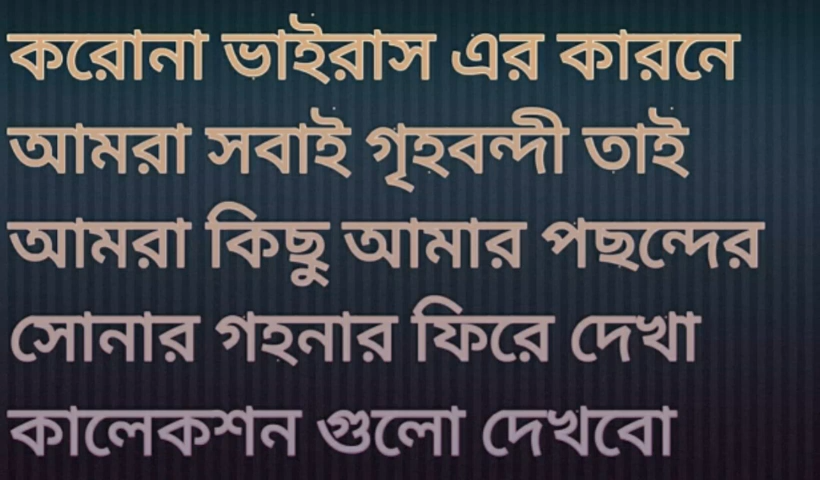 করোনা ভাইরাস এর কারনে
আমরা সবাই গৃহবন্দী তাই
আমরা কিছু আমার পছন্দের
সোনার গহনার ফিরে দেখা
কালেকশন গুলো দেখবো